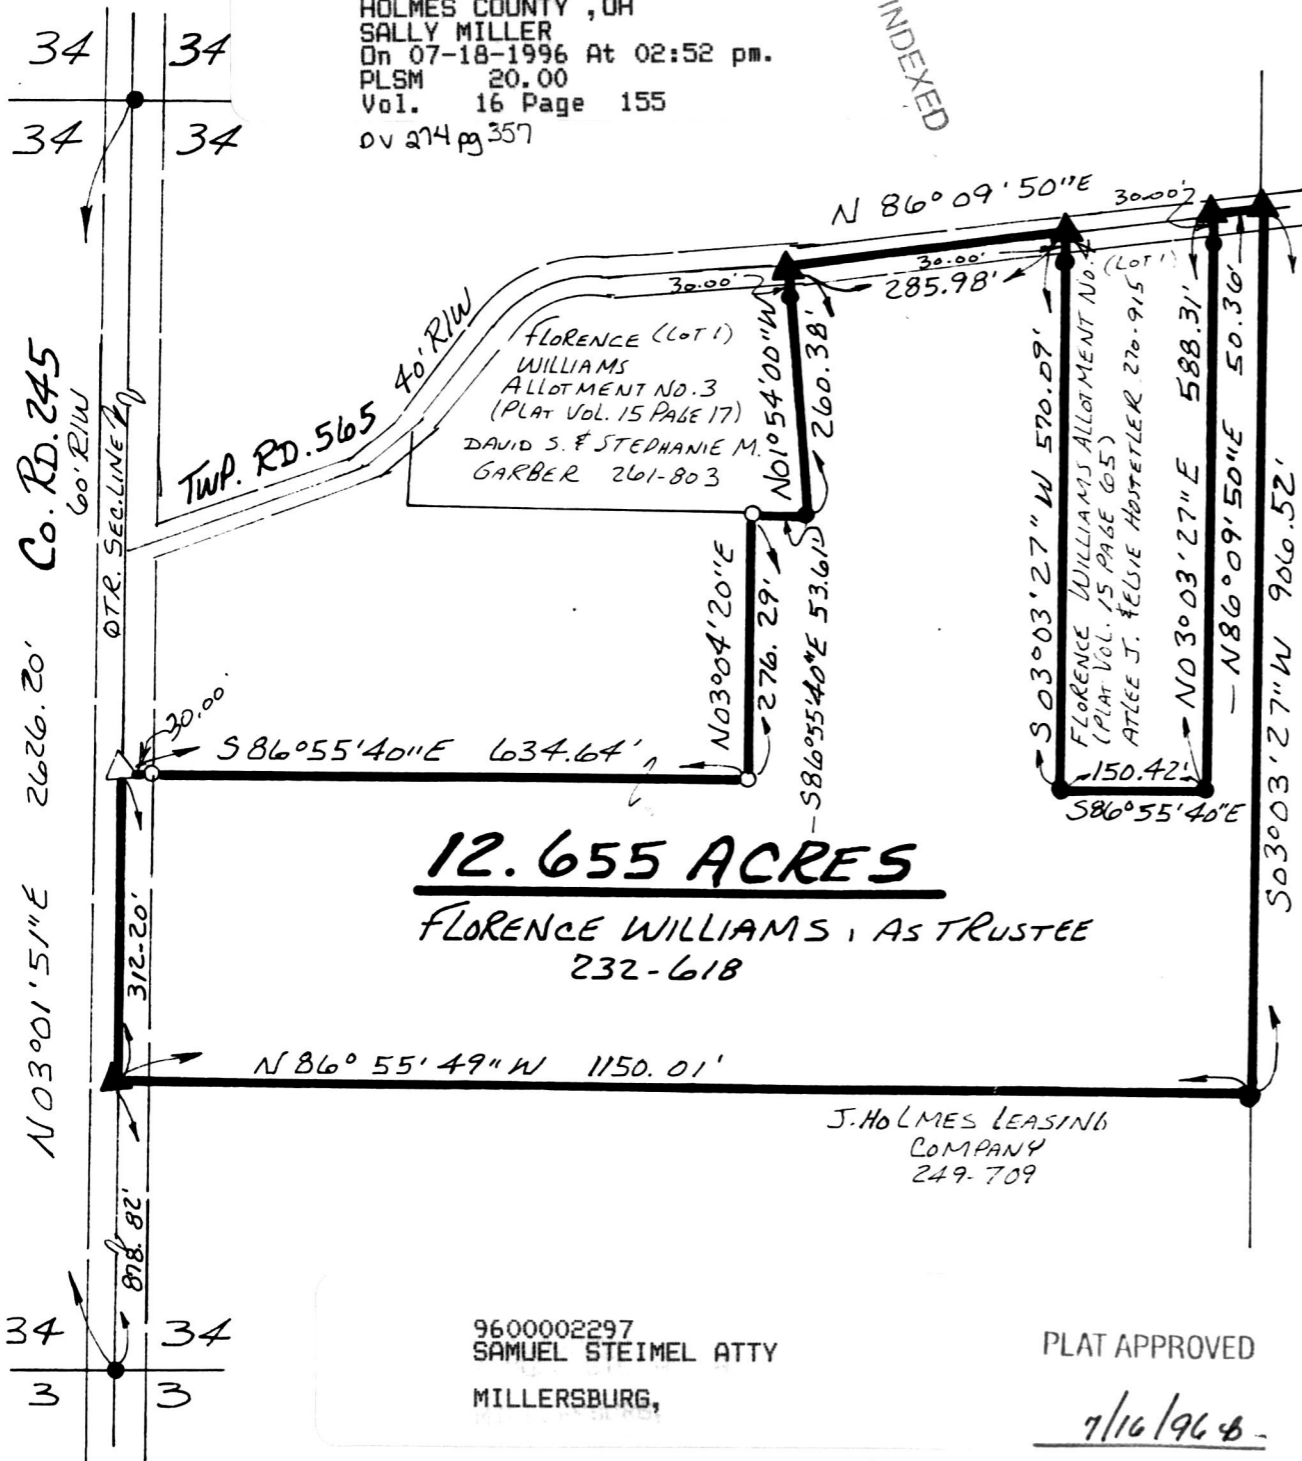 HOLMES COUNTY , OH
SALLY MILLER
On 07-18-1996 At 02:52 pm.
PLSM 20.00
Vol. 16 Page 155
DV 274 pg 357
INDEXED
34 34
34 34
N 86° 09' 50" E
30.00'
30.00'
30.00'
285.98'
Co. RD. 245
60' R/W
QTR. SEC. LINE
TWP. RD. 565
40' R/W
FLORENCE (LOT 1)
WILLIAMS
ALLOTMENT NO. 3
(PLAT VOL. 15 PAGE 17)
DAVID S. & STEPHANIE M.
GARBER 261-803
N01°54'00"W
260.38'
S03°03'27"W 570.09'
FLORENCE WILLIAMS ALLOTMENT No. (LOT 1)
(PLAT VOL. 15 PAGE 65)
ATLEE J. & ELSIE HOSTETLER 270-915
N03°03'27"E 588.31'
N86°09'50"E 50.36'
S03°03'27"W 906.52'
N03°04'20"E
276.29'
S86°55'40"E 53.61'
N03°01'51"E 2626.20'
30.00'
S86°55'40"E 634.64'
150.42'
S86°55'40"E
12.655 ACRES
FLORENCE WILLIAMS, AS TRUSTEE
232-618
312.20'
N 86° 55' 49" W 1150.01'
J. HOLMES LEASING
COMPANY
249-709
878.82'
34 34
3 3
9600002297
SAMUEL STEIMEL ATTY
MILLERSBURG,
PLAT APPROVED
7/16/96